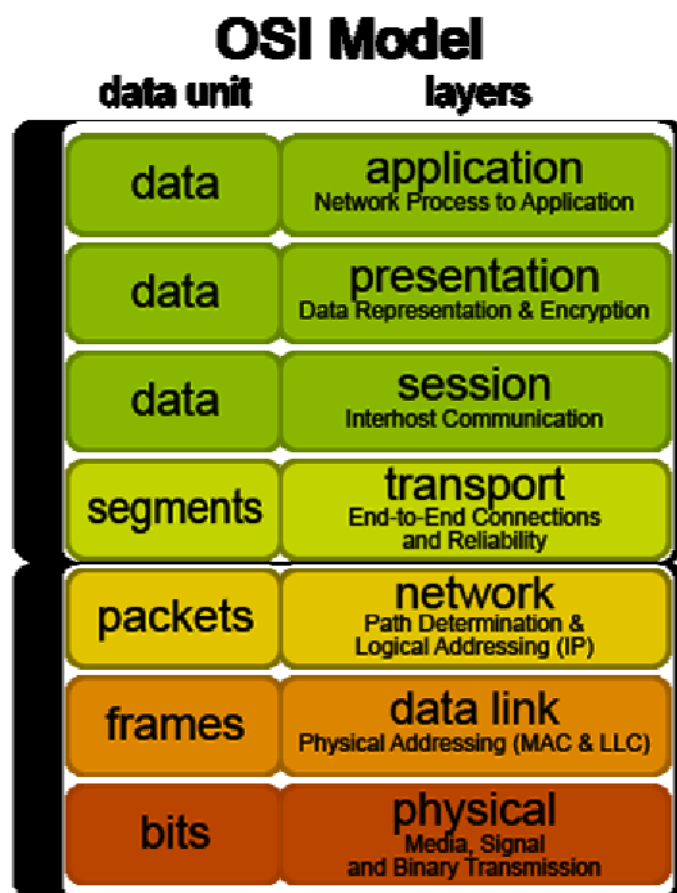 OSI Model
data unit layers
data application
Network Process to Application
data presentation
Data Representation & Encryption
data session
Interhost Communication
segments transport
End-to-End Connections
and Reliability
packets network
Path Determination &
Logical Addressing (IP)
frames data link
Physical Addressing (MAC & LLC)
bits physical
Media, Signal
and Binary Transmission